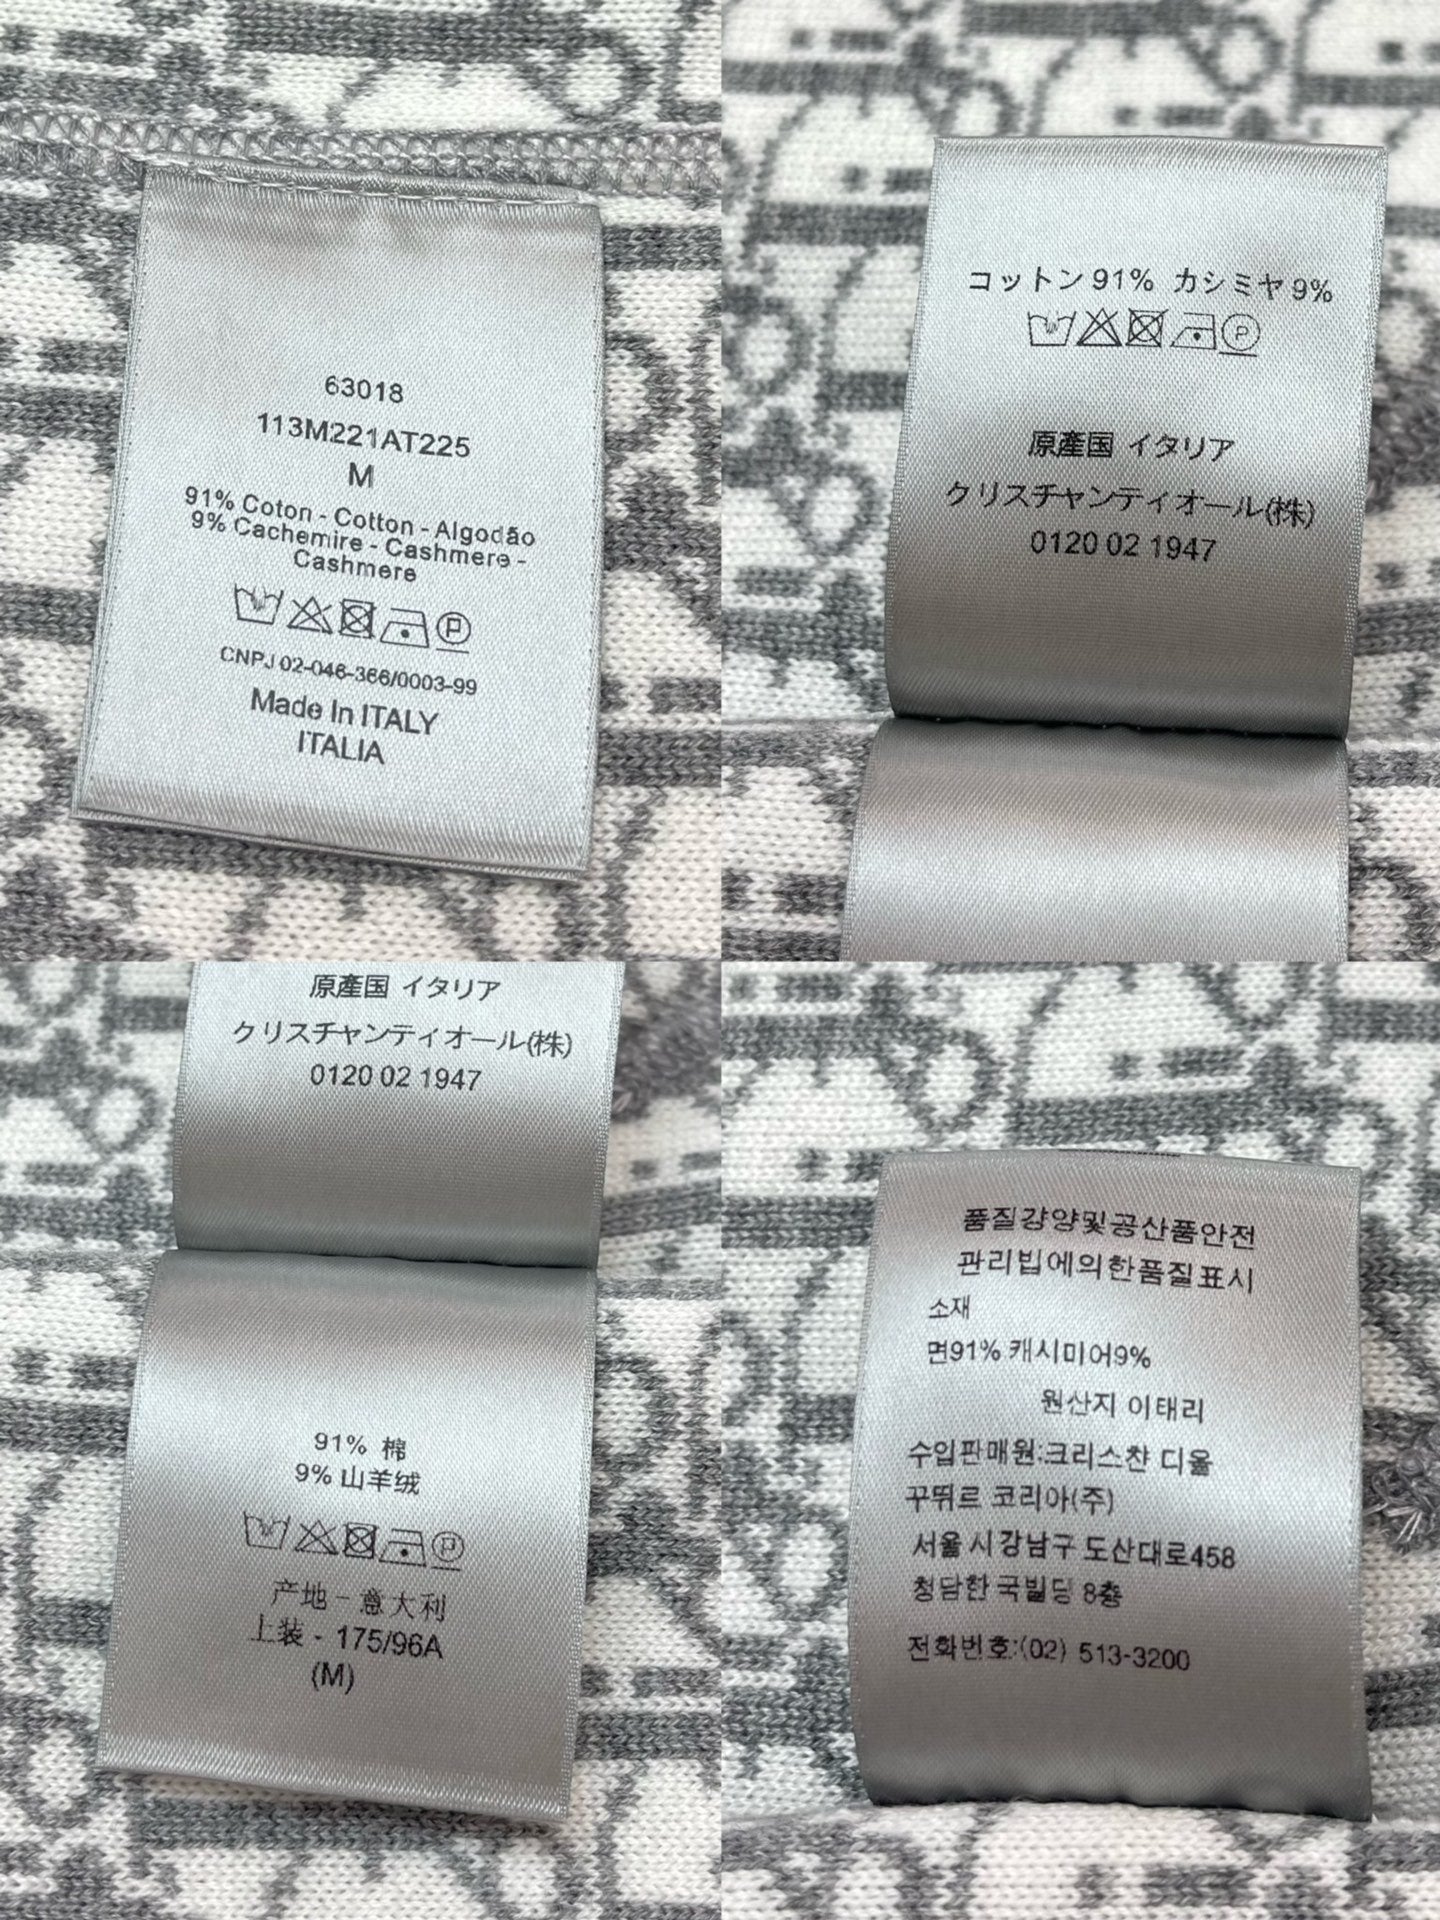 63018
113M221AT225
M
91% Coton - Cotton - Algodão
9% Cachemire - Cashmere -
Cashmere
P
CNPJ 02-046-366/0003-99
Made In ITALY
ITALIA
コットン 91% カシミヤ 9%
P
原產国 イタリア
クリスチャンディオール(株)
0120 02 1947
原產国 イタリア
クリスチャンディオール(株)
0120 02 1947
91% 棉
9% 山羊绒
P
产地 - 意大利
上装 - 175/96A
(M)
품질걍양및공산품안전
관리빕에의한품질표시
소재
면91% 캐시미어9%
원산지 이태리
수입판매원:크리스챤 디올
꾸뛰르 코리아(주)
서울 시강남구 도산대로458
청담한 국빌딩 8층
전화번호:(02) 513-3200